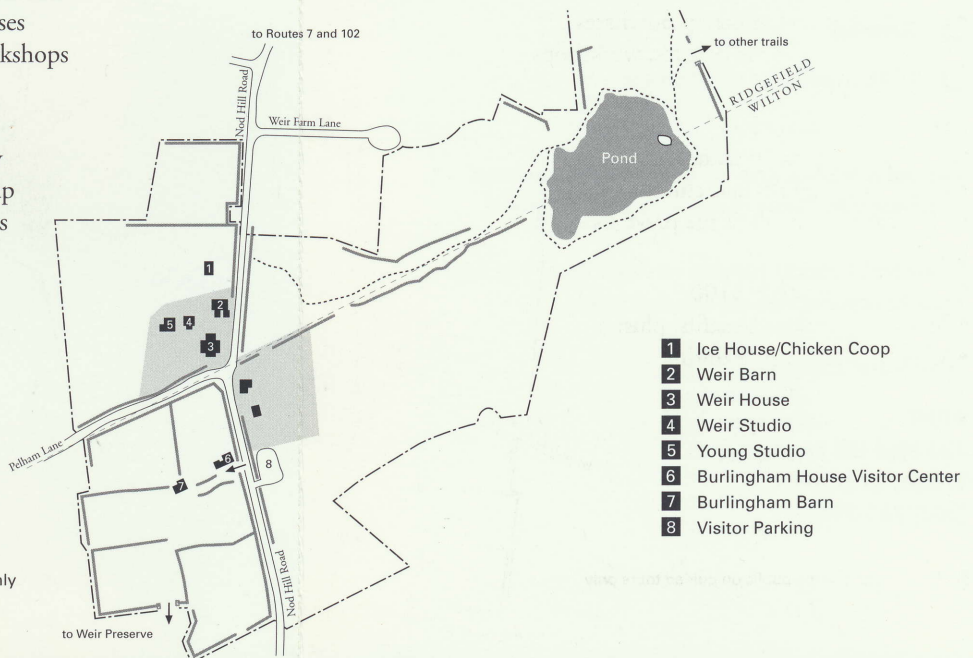 ses
kshops
y
ip
s
nly
to Routes 7 and 102
to other trails
RIDGEFIELD
WILTON
Nod Hill Road
Weir Farm Lane
Pond
1
2
5
4
3
Pelham Lane
6
8
7
Nod Hill Road
to Weir Preserve
1 Ice House/Chicken Coop
2 Weir Barn
3 Weir House
4 Weir Studio
5 Young Studio
6 Burlingham House Visitor Center
7 Burlingham Barn
8 Visitor Parking